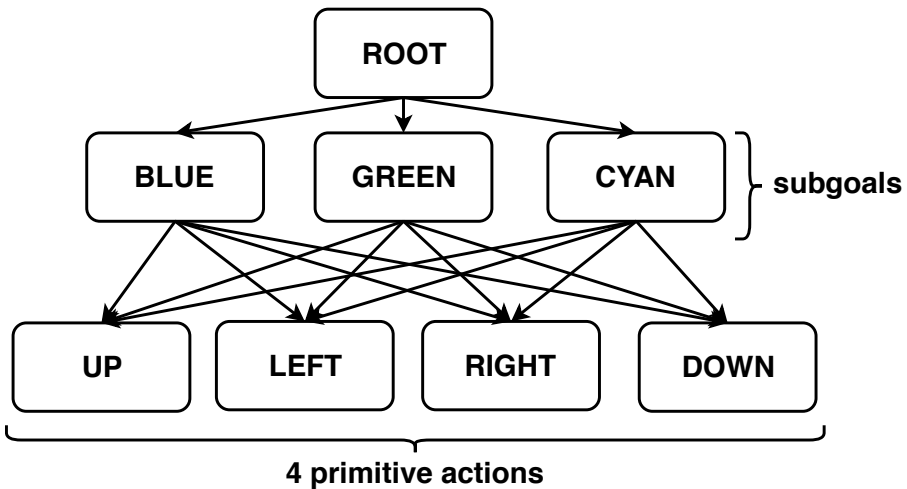 ROOT
BLUE
GREEN
CYAN
subgoals
UP
LEFT
RIGHT
DOWN
4 primitive actions